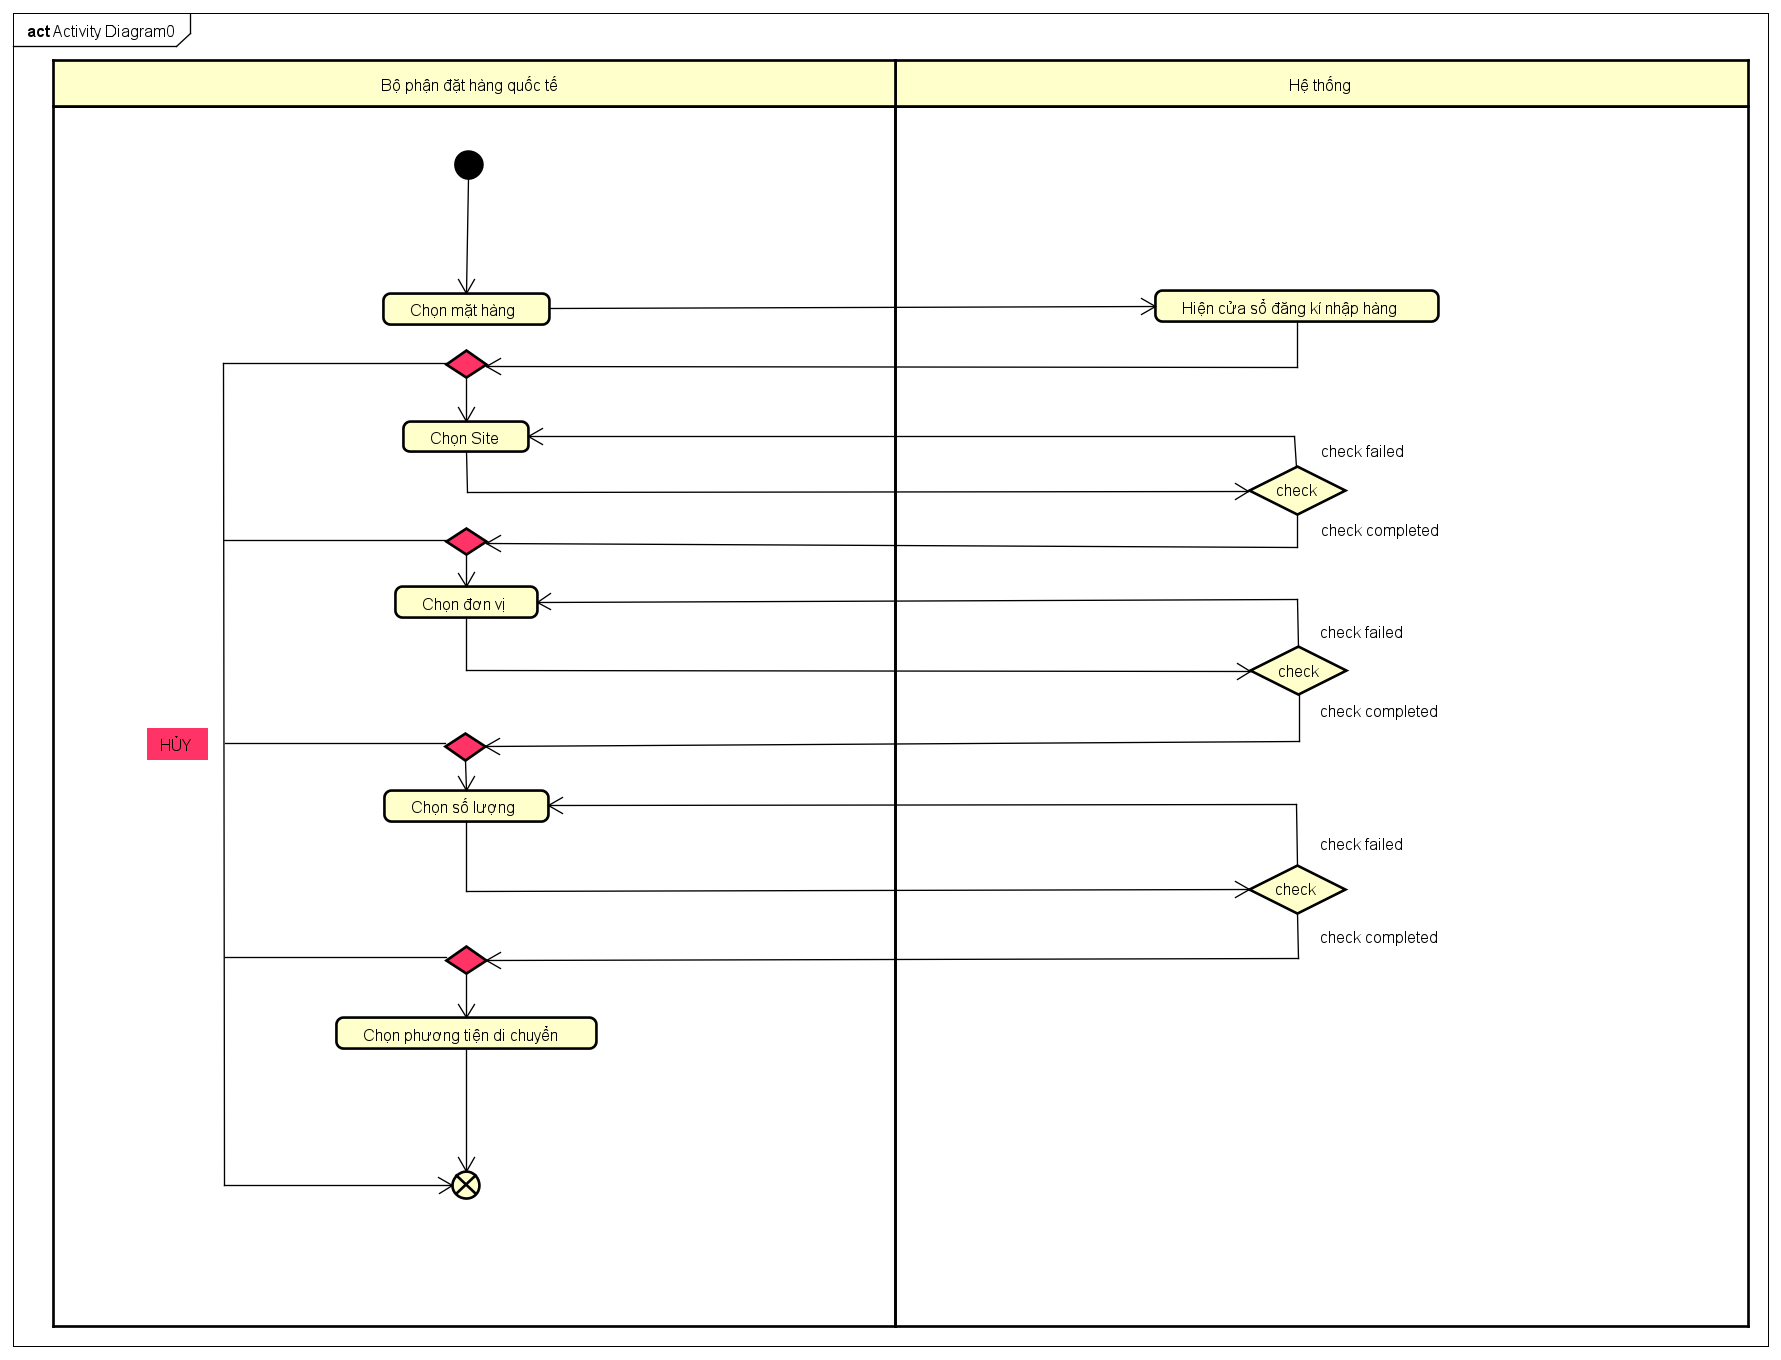 act Activity Diagram0
Bộ phận đặt hàng quốc tế
Hệ thống
Chọn mặt hàng
Hiện cửa sổ đăng kí nhập hàng
Chọn Site
check failed
check
check completed
Chọn đơn vị
check failed
check
check completed
HỦY
Chọn số lượng
check failed
check
check completed
Chọn phương tiện di chuyển